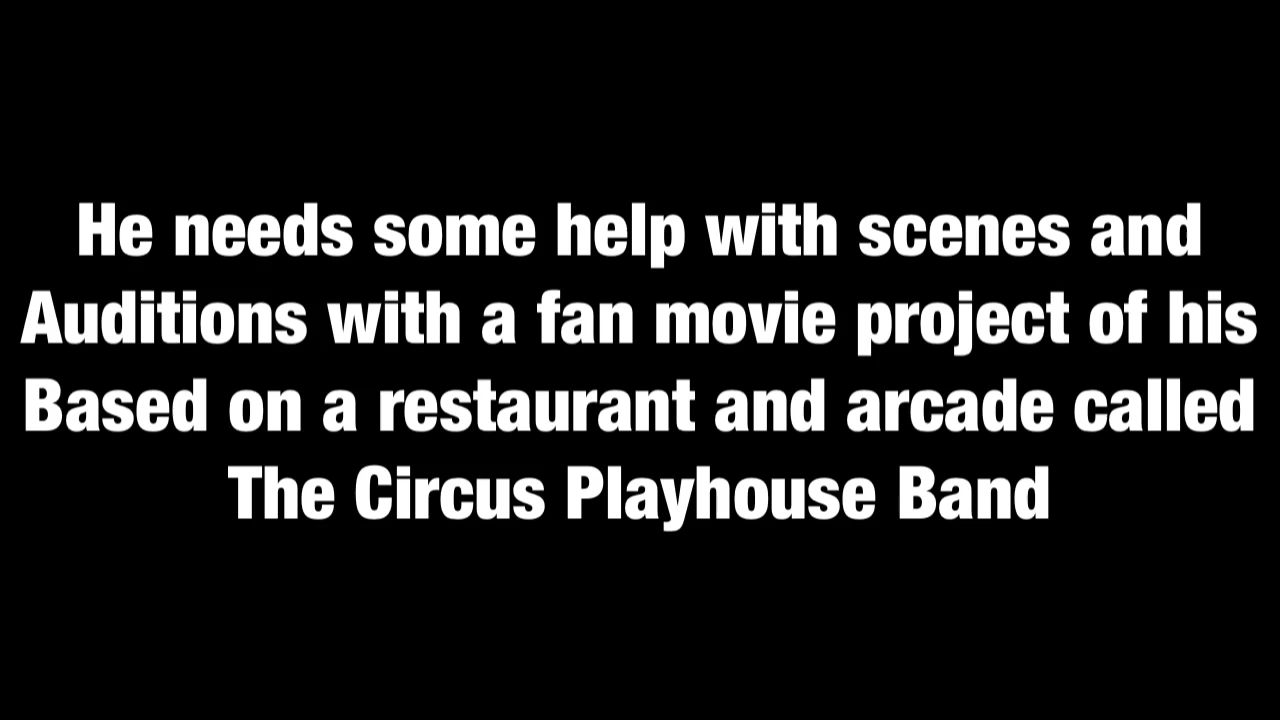 He needs some help with scenes and
Auditions with a fan movie project of his
Based on a restaurant and arcade called
The Circus Playhouse Band